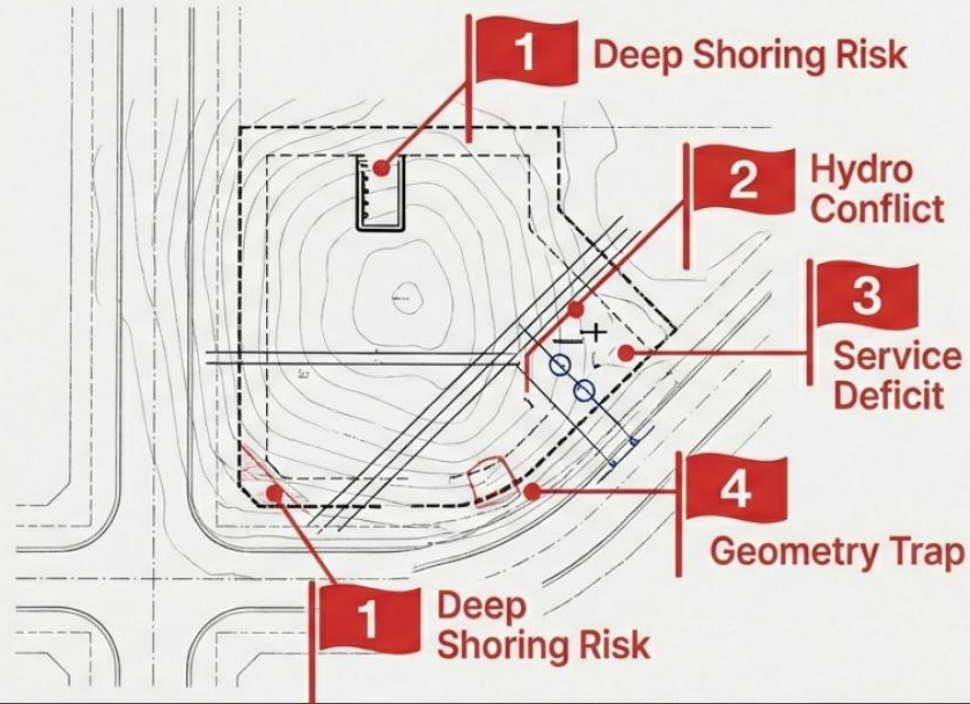 1
Deep Shoring Risk
2
Hydro
Conflict
3
Service
Deficit
4
Geometry Trap
1
Deep
Shoring Risk